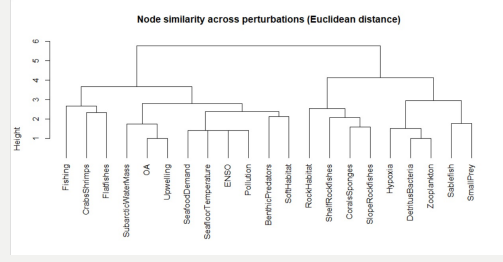 Node similarity across perturbations (Euclidean distance)
6
5
4
3
2
1
Height
Fishing
CrabsShrimps
Flatfishes
SubarcticWaterMass
OA
Upwelling
SeafoodDemand
SeafloorTemperature
ENSO
Pollution
BenthicPredators
SoftHabitat
RockHabitat
ShelfRockfishes
CoralsSponges
SlopeRockfishes
Hypoxia
DetritusBacteria
Zooplankton
Sablefish
SmallPrey